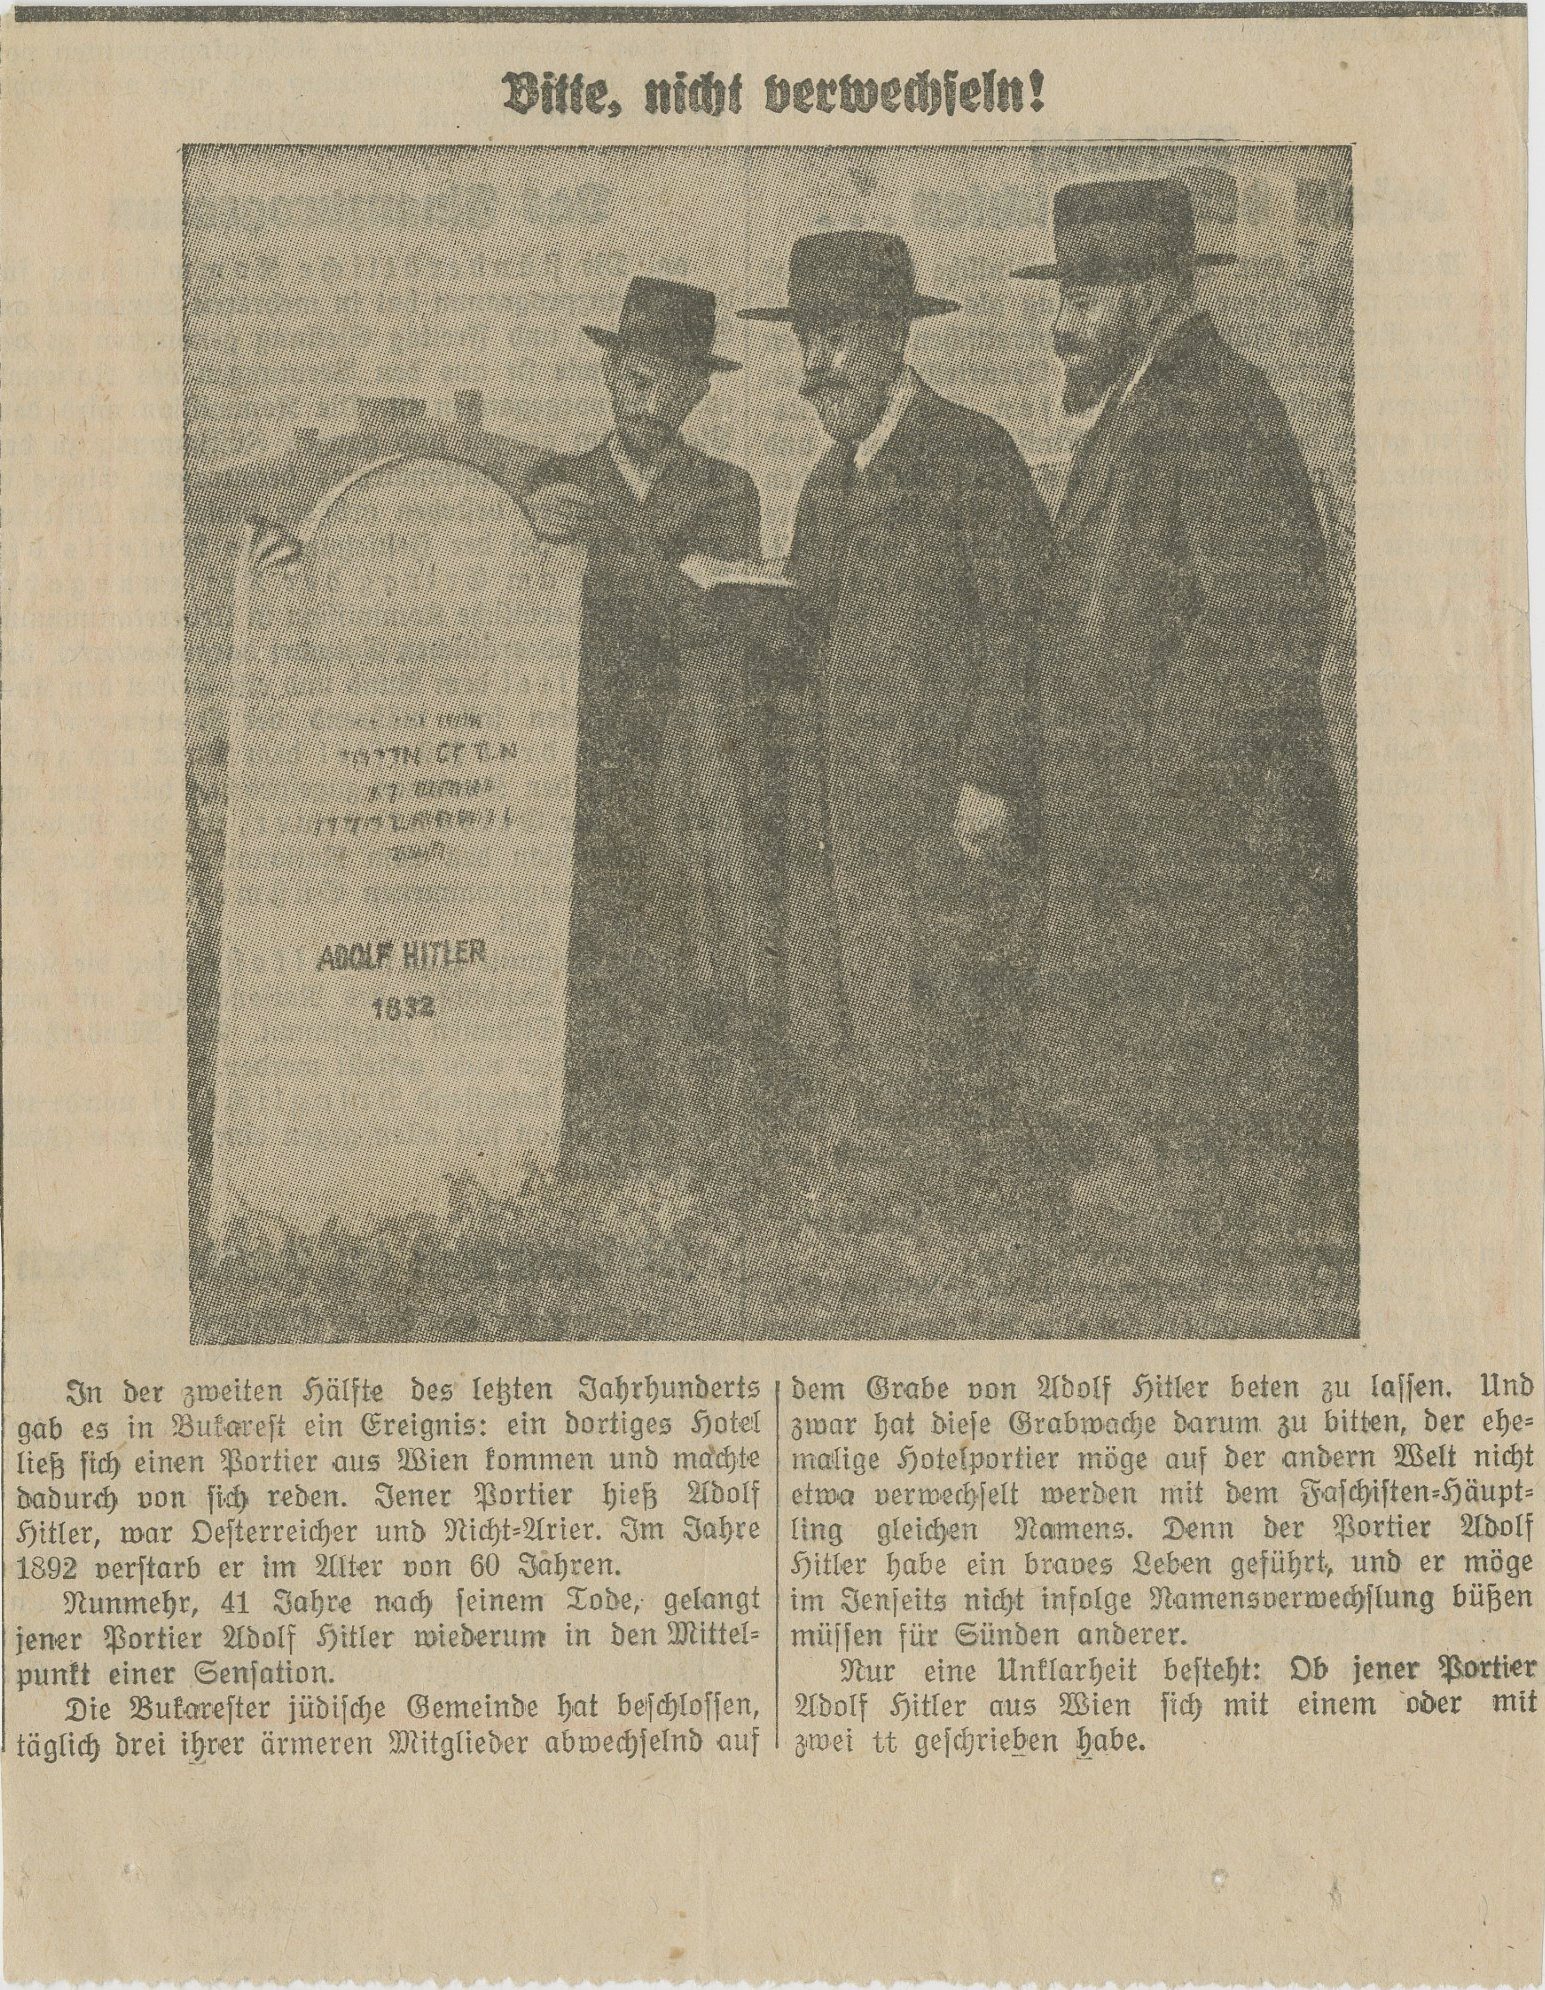 Bitte, nicht verwechseln!
ADOLF HITLER
1832
In der zweiten Hälfte des letzten Jahrhunderts
gab es in Bukarest ein Ereignis: ein dortiges Hotel
ließ sich einen Portier aus Wien kommen und machte
dadurch von sich reden. Jener Portier hieß Adolf
Hitler, war Oesterreicher und Nicht-Arier. Im Jahre
1892 verstarb er im Alter von 60 Jahren.
Nunmehr, 41 Jahre nach seinem Tode, gelangt
jener Portier Adolf Hitler wiederum in den Mittel-
punkt einer Sensation.
Die Bukarester jüdische Gemeinde hat beschlossen,
täglich drei ihrer ärmeren Mitglieder abwechselnd auf
dem Grabe von Adolf Hitler beten zu lassen. Und
zwar hat diese Grabwache darum zu bitten, der ehe-
malige Hotelportier möge auf der andern Welt nicht
etwa verwechselt werden mit dem Faschisten-Häupt-
ling gleichen Namens. Denn der Portier Adolf
Hitler habe ein braves Leben geführt, und er möge
im Jenseits nicht infolge Namensverwechslung büßen
müssen für Sünden anderer.
Nur eine Unklarheit besteht: Ob jener Portier
Adolf Hitler aus Wien sich mit einem oder mit
zwei tt geschrieben habe.